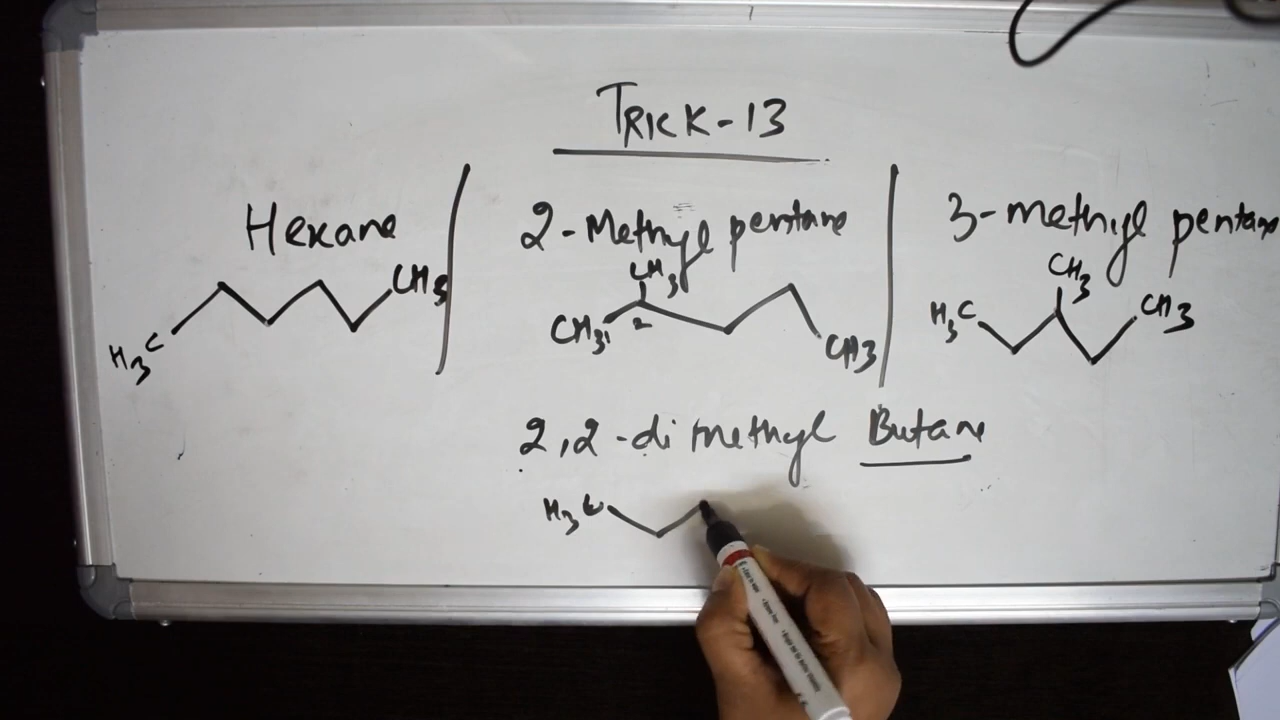 TRICK-13
Hexane
CH3
H3C
2-Methyl pentane
CH3
CH3 1 2
CH3
3-methyl pentane
CH3
H3C
CH3
2,2-dimethyl Butane
H3C